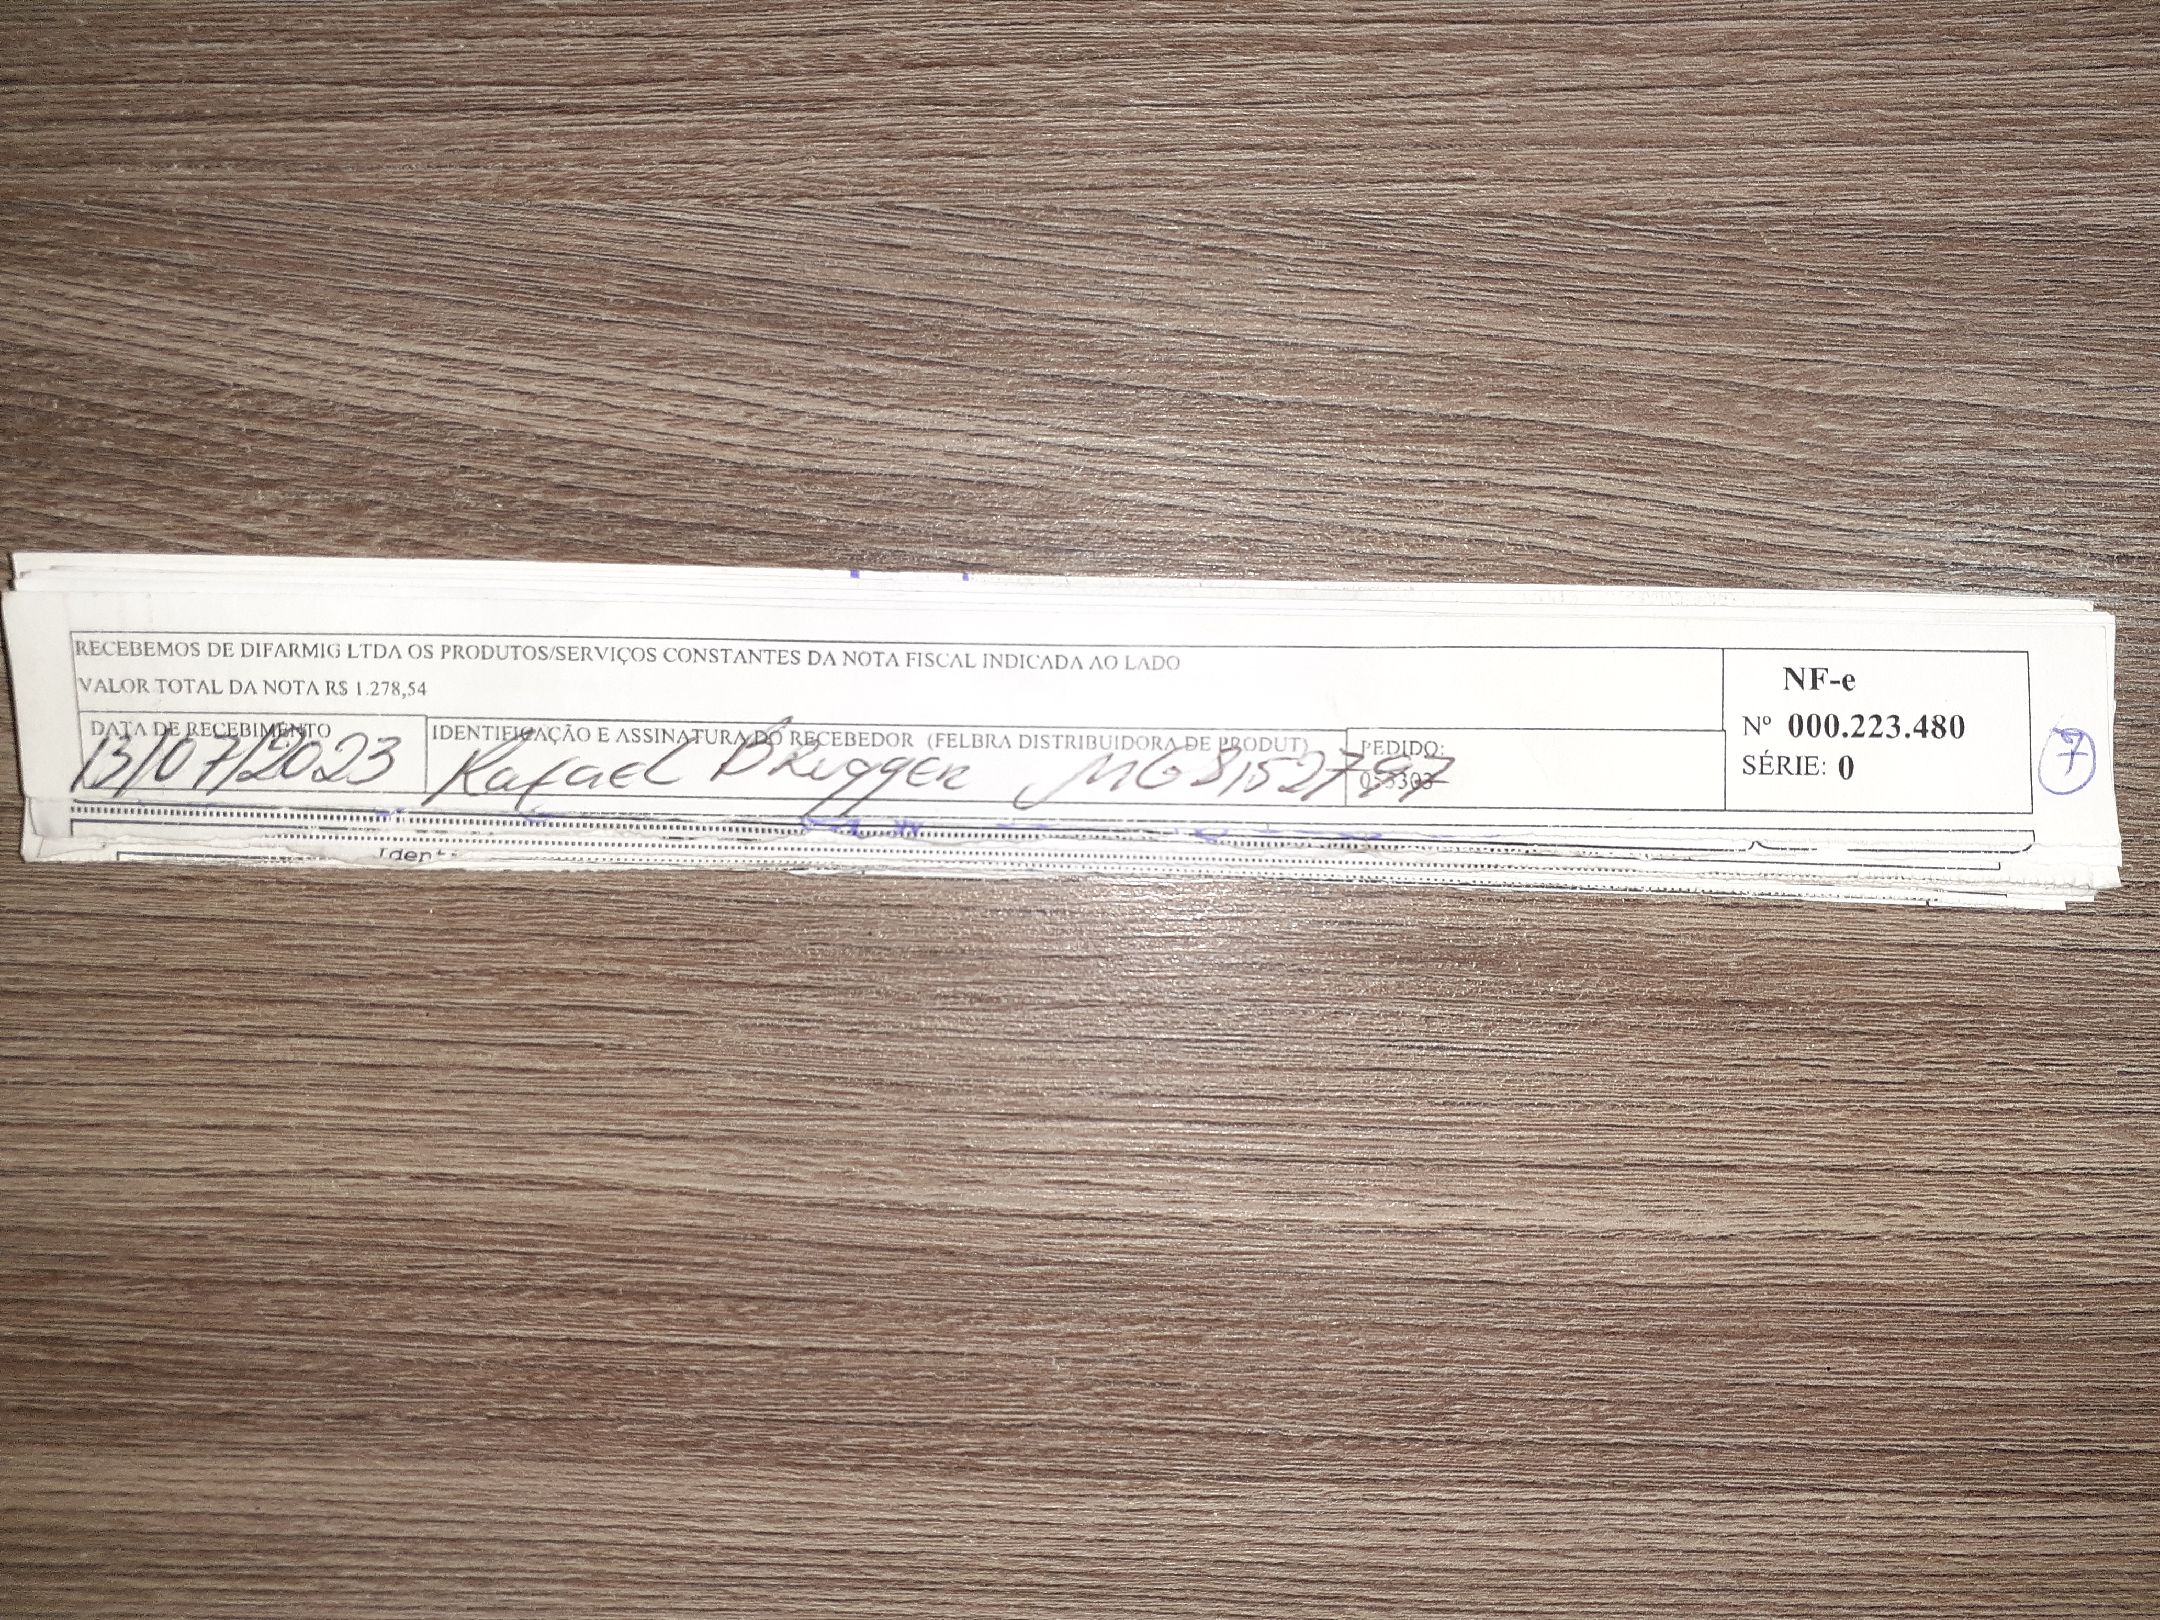 RECEBEMOS DE DIFARMIG LTDA OS PRODUTOS/SERVIÇOS CONSTANTES DA NOTA FISCAL INDICADA AO LADO
VALOR TOTAL DA NOTA R$ 1.278,54
DATA DE RECEBIMENTO
13/07/2023
IDENTIFICAÇÃO E ASSINATURA DO RECEBEDOR (FELBRA DISTRIBUIDORA DE PRODUT)
Rafael Brugger MG
PEDIDO:
NF-e
Nº 000.223.480
SÉRIE: 0
7